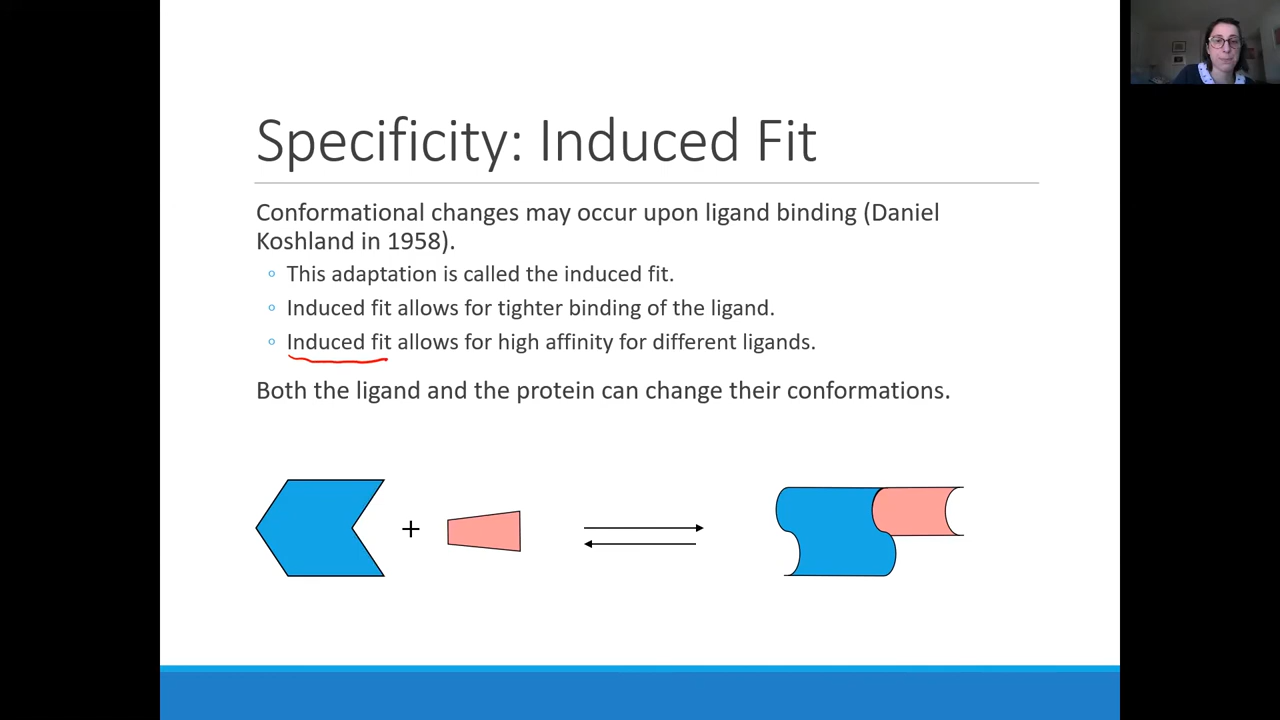 Specificity: Induced Fit
Conformational changes may occur upon ligand binding (Daniel
Koshland in 1958).
◦ This adaptation is called the induced fit.
◦ Induced fit allows for tighter binding of the ligand.
◦ Induced fit allows for high affinity for different ligands.
Both the ligand and the protein can change their conformations.
+